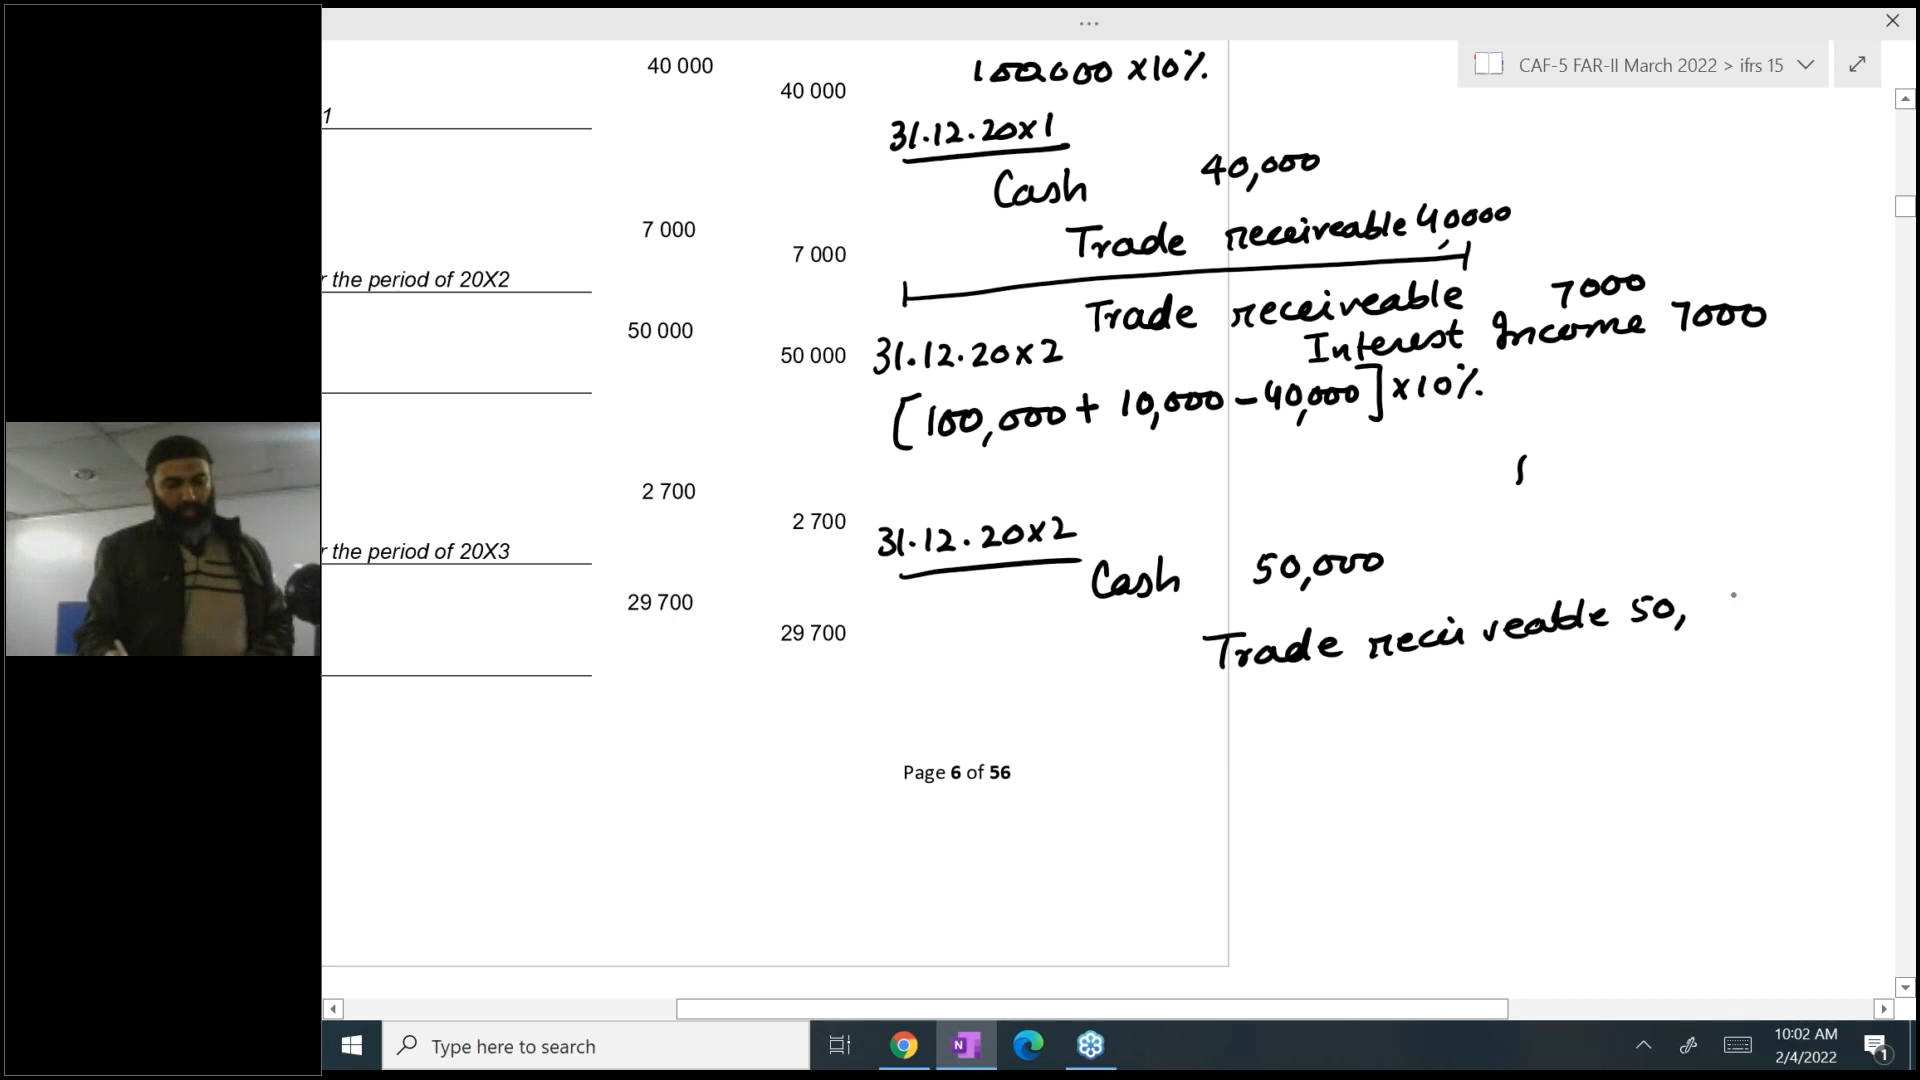 CAF-5 FAR-II March 2022 > ifrs 15
40 000
40 000
1
7 000
7 000
r the period of 20X2
50 000
50 000
2 700
2 700
r the period of 20X3
29 700
29 700
100,000 x10%
31.12.20x1
Cash 40,000
Trade receiveable 40000
Trade receiveable 7000
Interest Income 7000
31.12.20x2
[100,000 + 10,000 - 40,000] x10%
31.12.20x2
Cash 50,000
Trade receiveable 50,
Page 6 of 56
Type here to search
N
10:02 AM
2/4/2022
1